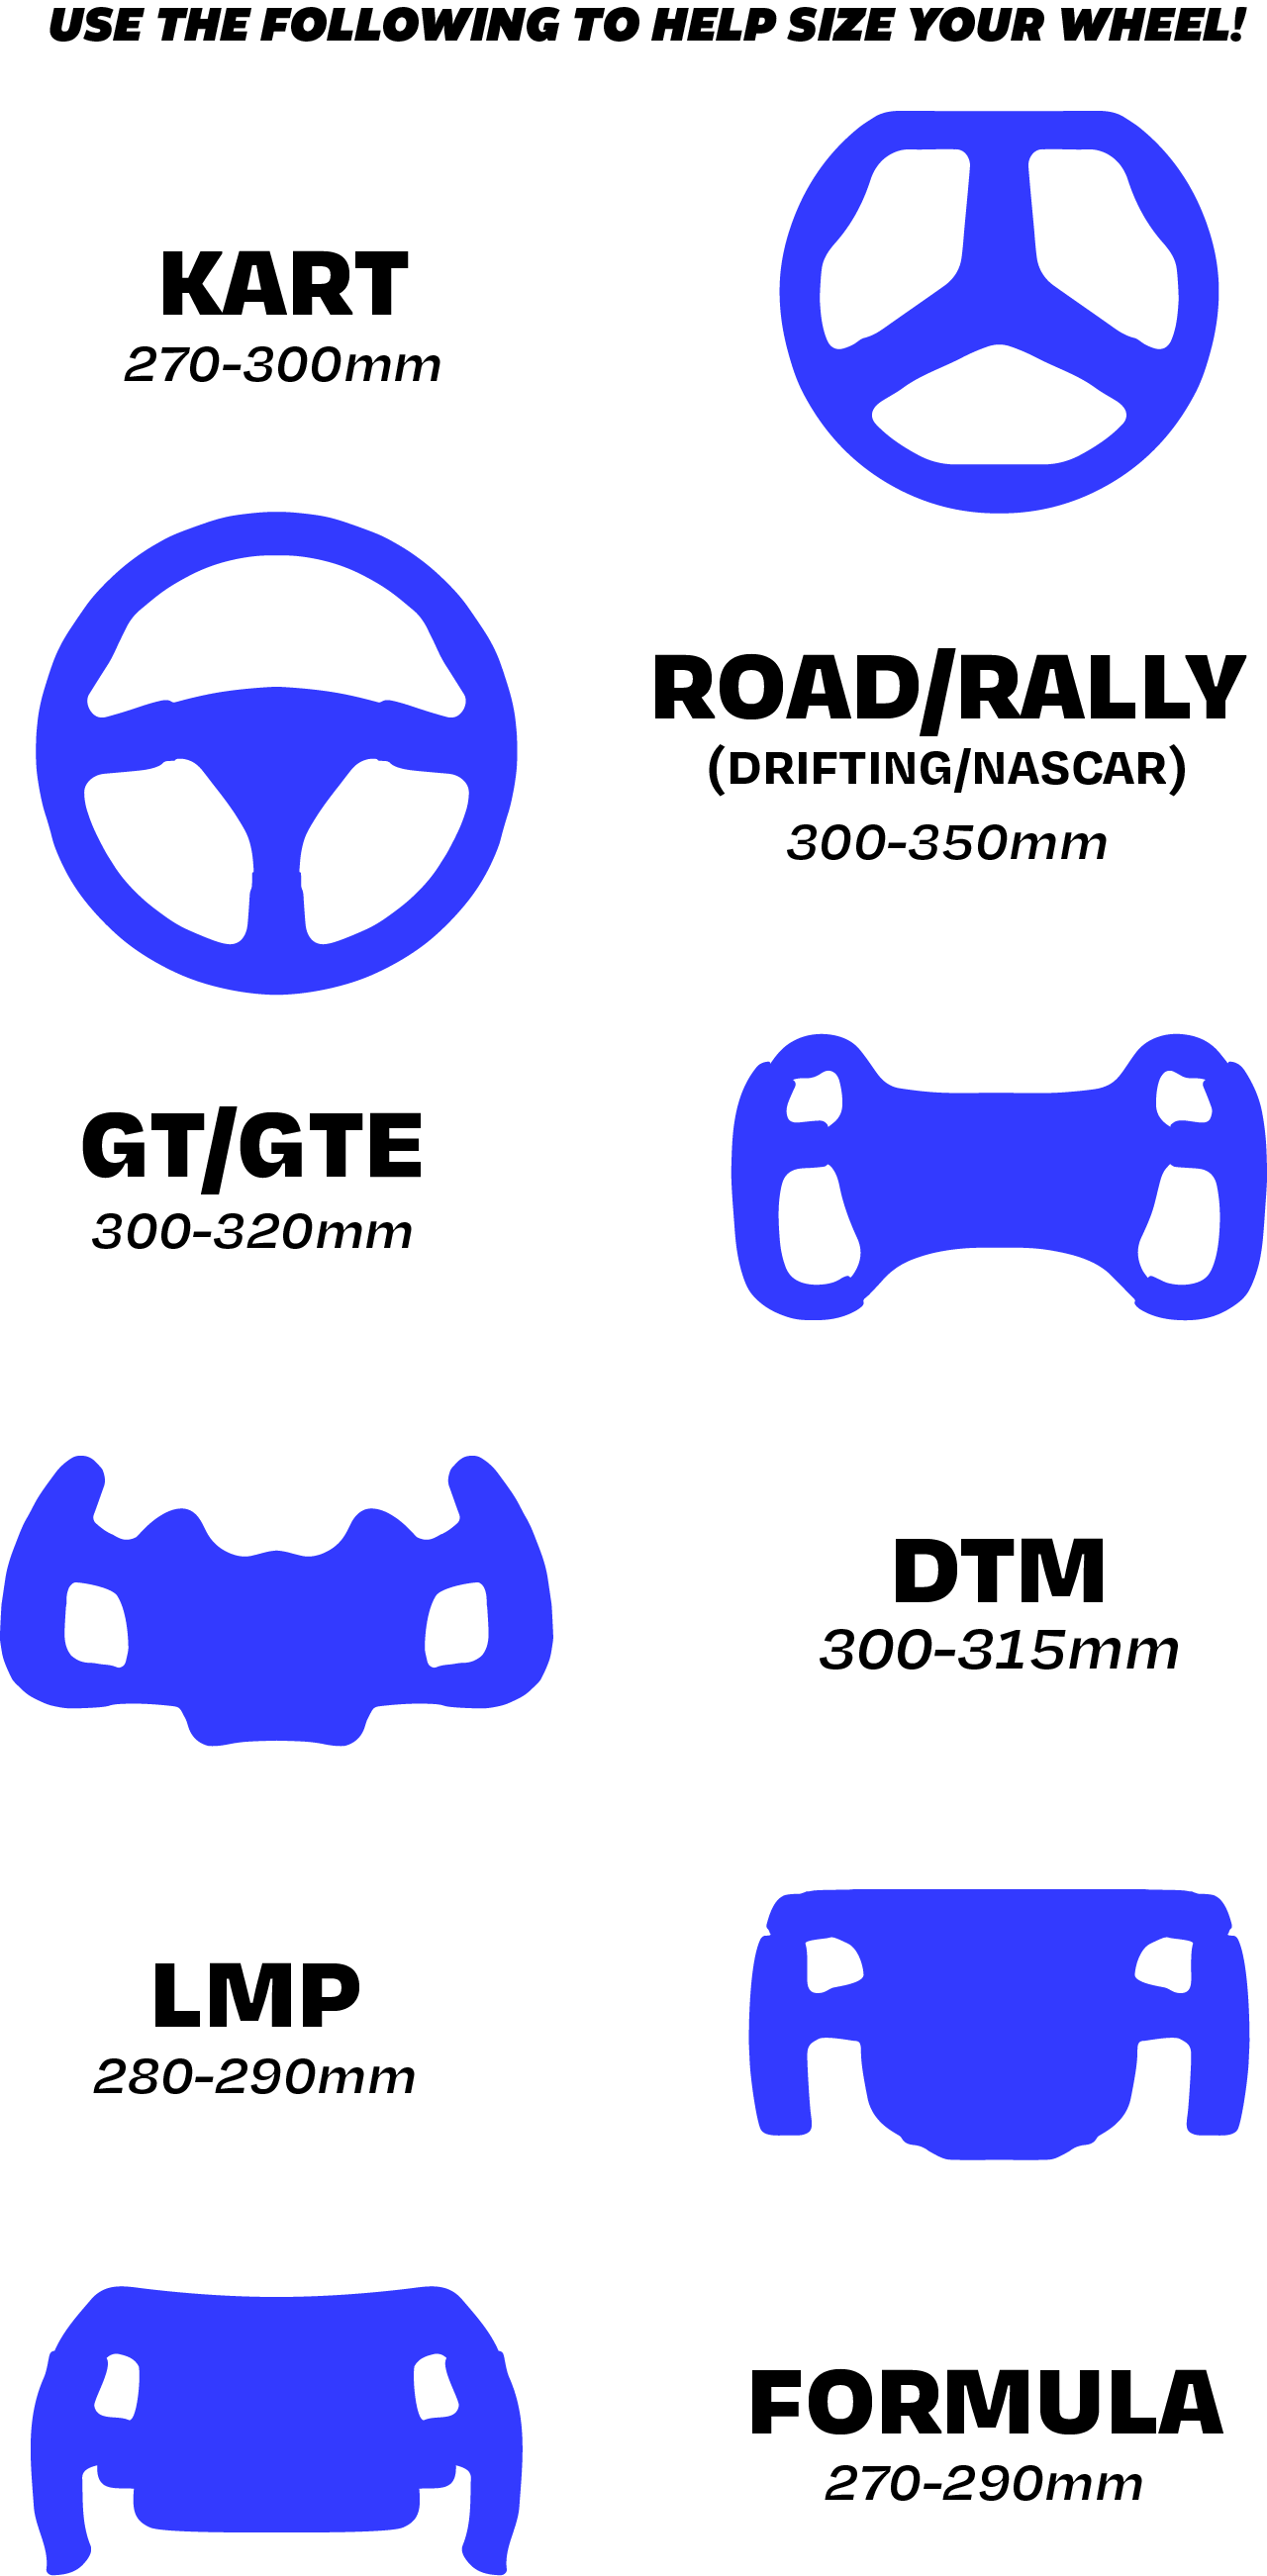 USE THE FOLLOWING TO HELP SIZE YOUR WHEEL!
KART
270-300mm
ROAD/RALLY
(DRIFTING/NASCAR)
300-350mm
GT/GTE
300-320mm
DTM
300-315mm
LMP
280-290mm
FORMULA
270-290mm